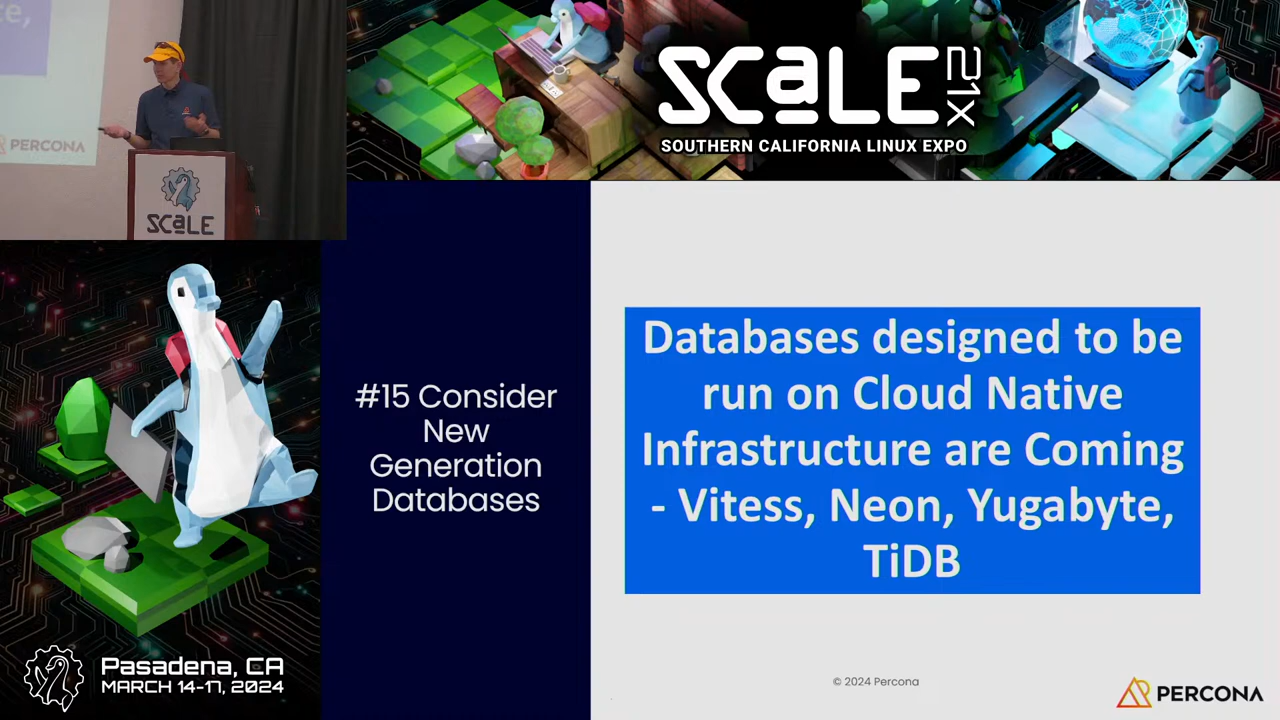 e,
PERCONA
SCALE
SCaLE 21X
SOUTHERN CALIFORNIA LINUX EXPO
#15 Consider
New
Generation
Databases
Databases designed to be
run on Cloud Native
Infrastructure are Coming
- Vitess, Neon, Yugabyte,
TiDB
Pasadena, CA
MARCH 14-17, 2024
© 2024 Percona
PERCONA